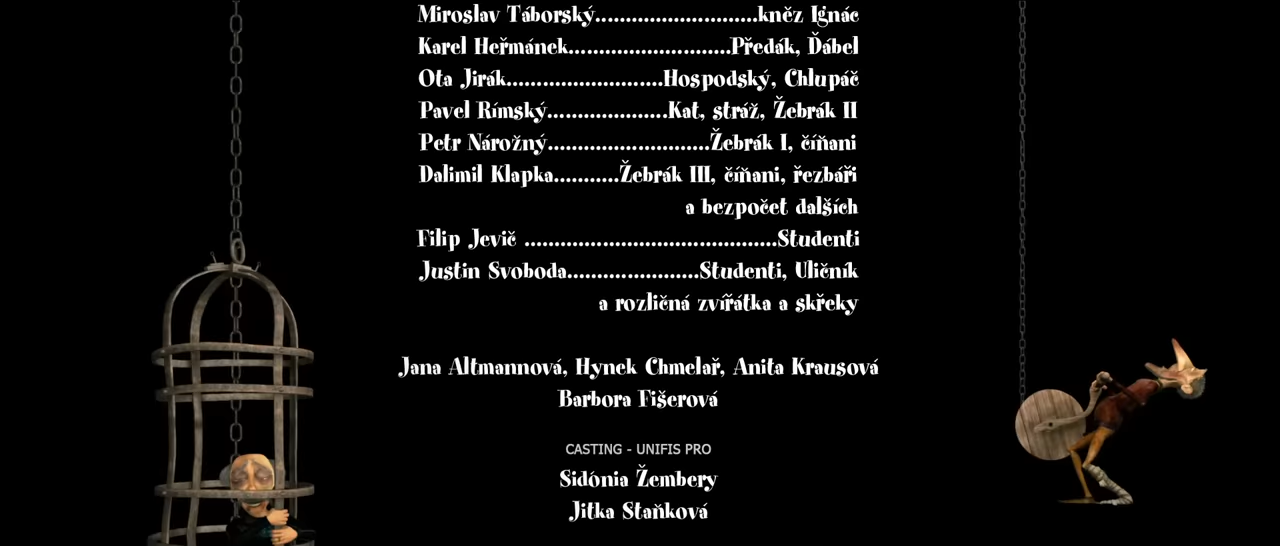 Miroslav Táborský...........................kněz Ignác
Karel Heřmánek...........................Předák, Ďábel
Ota Jirák..........................Hospodský, Chlupáč
Pavel Rímský....................Kat, stráž, Žebrák II
Petr Nárožný...........................Žebrák I, číňani
Dalimil Klapka...........Žebrák III, číňani, řezbáři
a bezpočet dalších
Filip Jevič ..........................................Studenti
Justin Svoboda......................Studenti, Uličník
a rozličná zvířátka a skřeky
Jana Altmannová, Hynek Chmelař, Anita Krausová
Barbora Fišerová
CASTING - UNIFIS PRO
Sidónia Žembery
Jitka Staňková